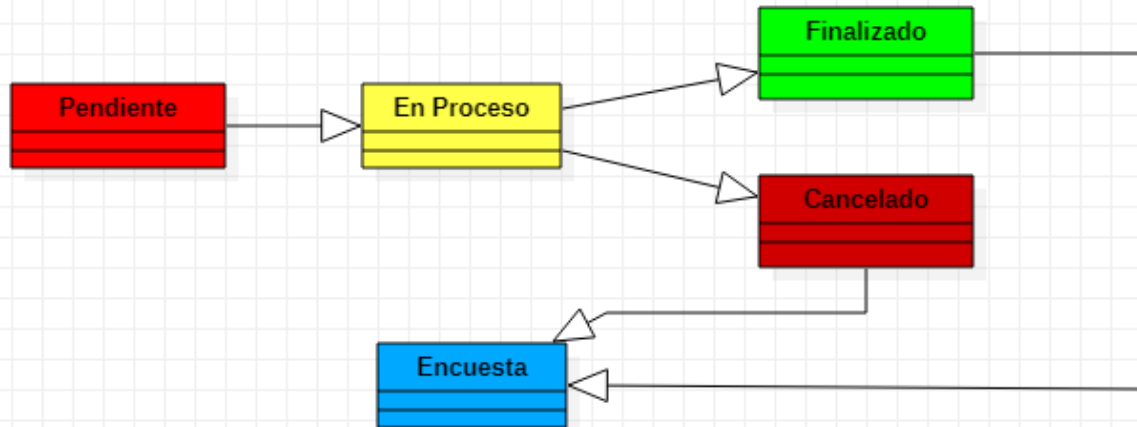 Finalizado
Pendiente
En Proceso
Cancelado
Encuesta